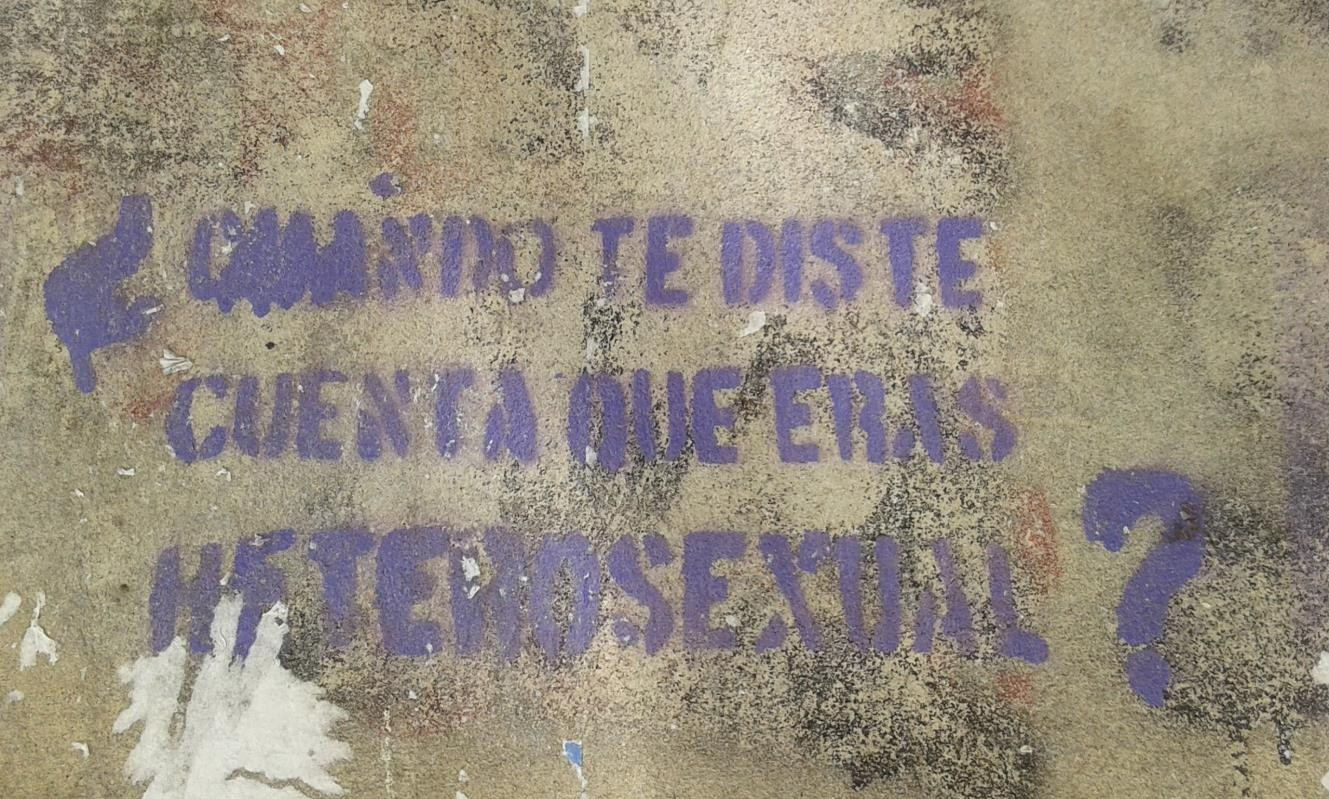 ¿CUANDO TE DISTE
CUENTA QUE ERAS
HETEROSEXUAL?